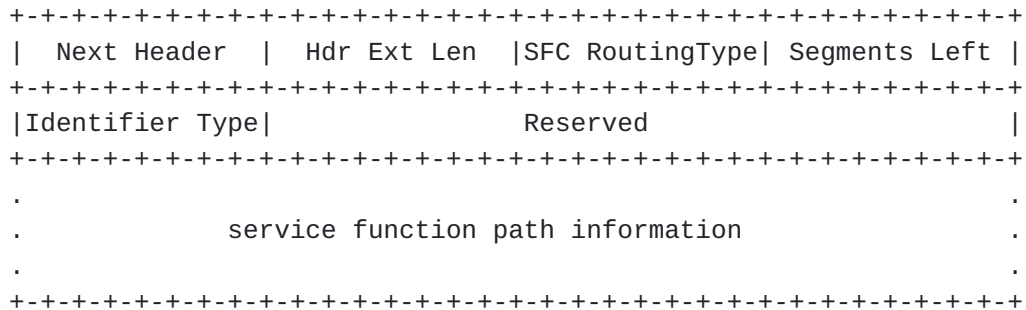 +-+-+-+-+-+-+-+-+-+-+-+-+-+-+-+-+-+-+-+-+-+-+-+-+-+-+-+-+-+-+-+-+
|  Next Header  |  Hdr Ext Len  |SFC RoutingType| Segments Left |
+-+-+-+-+-+-+-+-+-+-+-+-+-+-+-+-+-+-+-+-+-+-+-+-+-+-+-+-+-+-+-+-+
|Identifier Type|                Reserved                       |
+-+-+-+-+-+-+-+-+-+-+-+-+-+-+-+-+-+-+-+-+-+-+-+-+-+-+-+-+-+-+-+-+
.                                                               .
.             service function path information                 .
.                                                               .
+-+-+-+-+-+-+-+-+-+-+-+-+-+-+-+-+-+-+-+-+-+-+-+-+-+-+-+-+-+-+-+-+